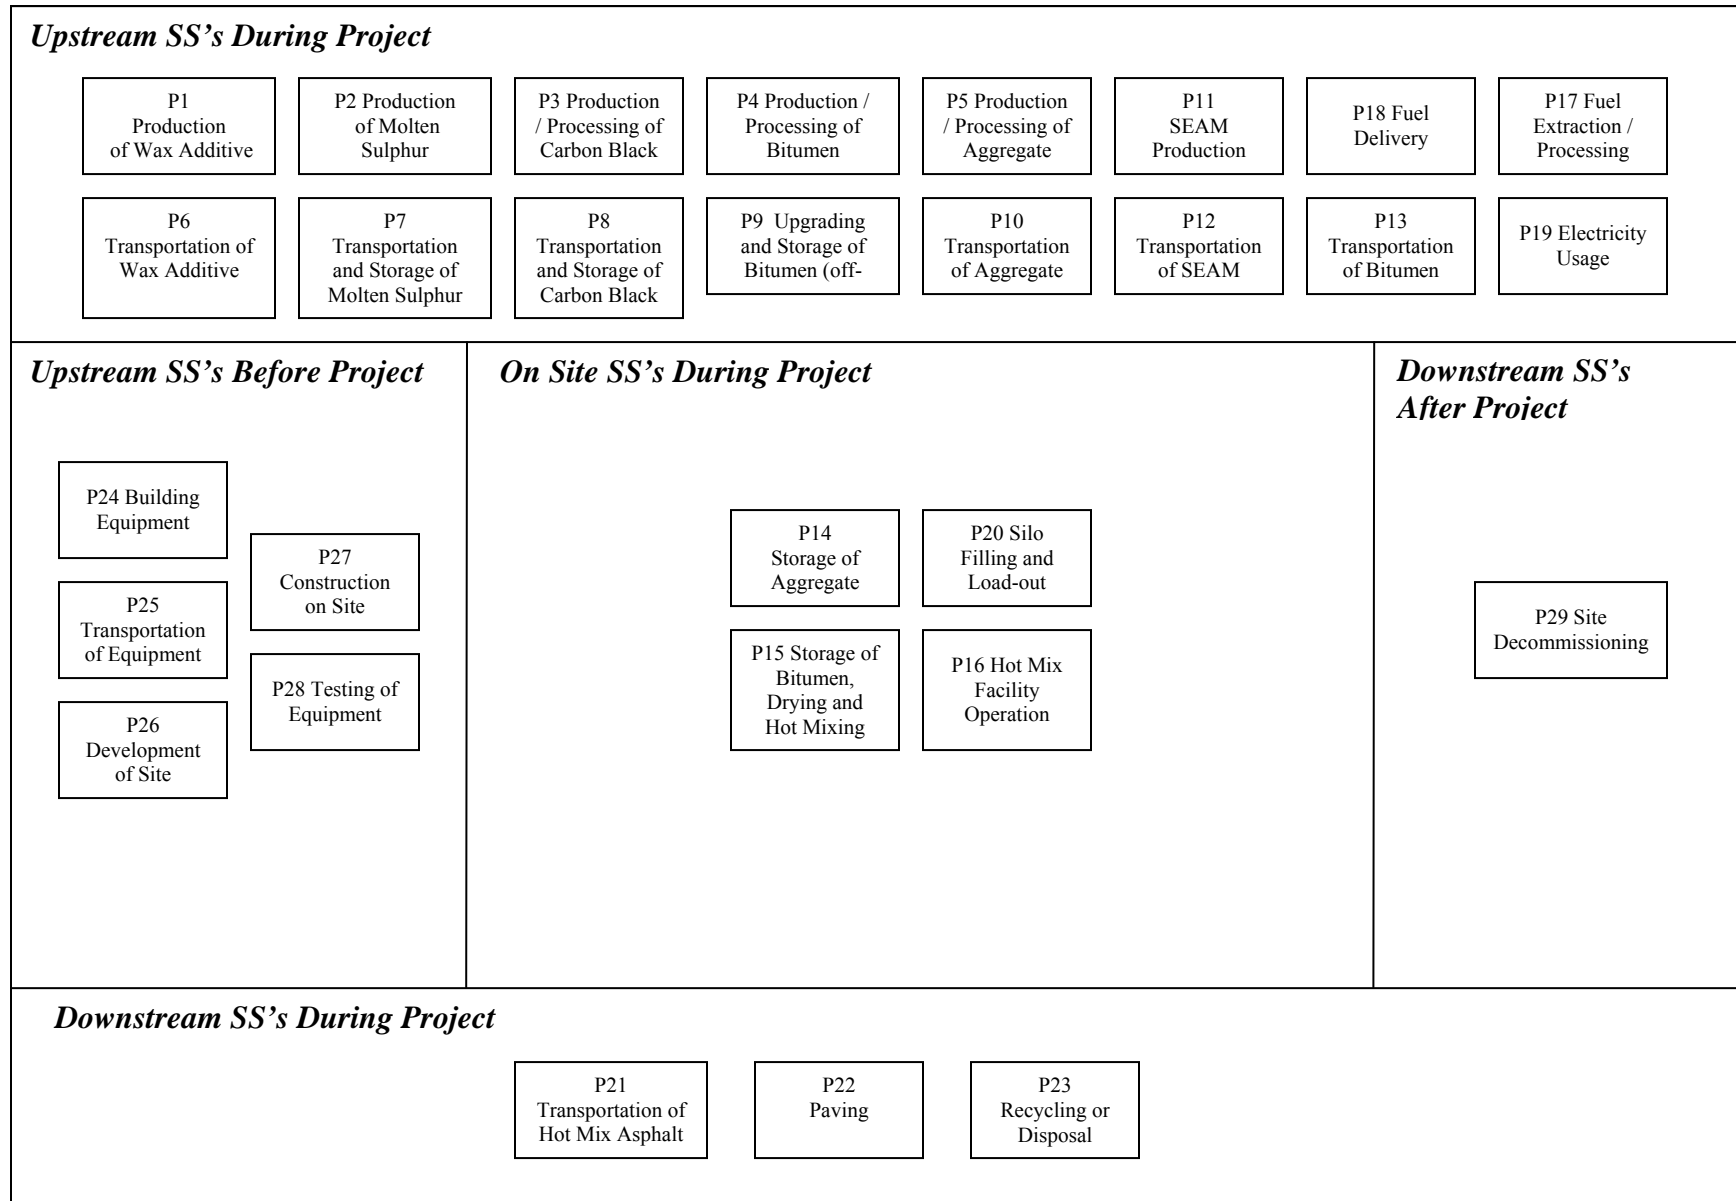 Upstream SS's During Project
P1
Production
of Wax Additive
P2 Production
of Molten
Sulphur
P3 Production
/ Processing of
Carbon Black
P4 Production /
Processing of
Bitumen
P5 Production
/ Processing of
Aggregate
P11
SEAM
Production
P18 Fuel
Delivery
P17 Fuel
Extraction /
Processing
P6
Transportation of
Wax Additive
P7
Transportation
and Storage of
Molten Sulphur
P8
Transportation
and Storage of
Carbon Black
P9 Upgrading
and Storage of
Bitumen (off-
P10
Transportation
of Aggregate
P12
Transportation
of SEAM
P13
Transportation
of Bitumen
P19 Electricity
Usage
Upstream SS's Before Project
P24 Building
Equipment
P25
Transportation
of Equipment
P26
Development
of Site
P27
Construction
on Site
P28 Testing of
Equipment
On Site SS's During Project
P14
Storage of
Aggregate
P20 Silo
Filling and
Load-out
P15 Storage of
Bitumen,
Drying and
Hot Mixing
P16 Hot Mix
Facility
Operation
Downstream SS's
After Project
P29 Site
Decommissioning
Downstream SS's During Project
P21
Transportation of
Hot Mix Asphalt
P22
Paving
P23
Recycling or
Disposal